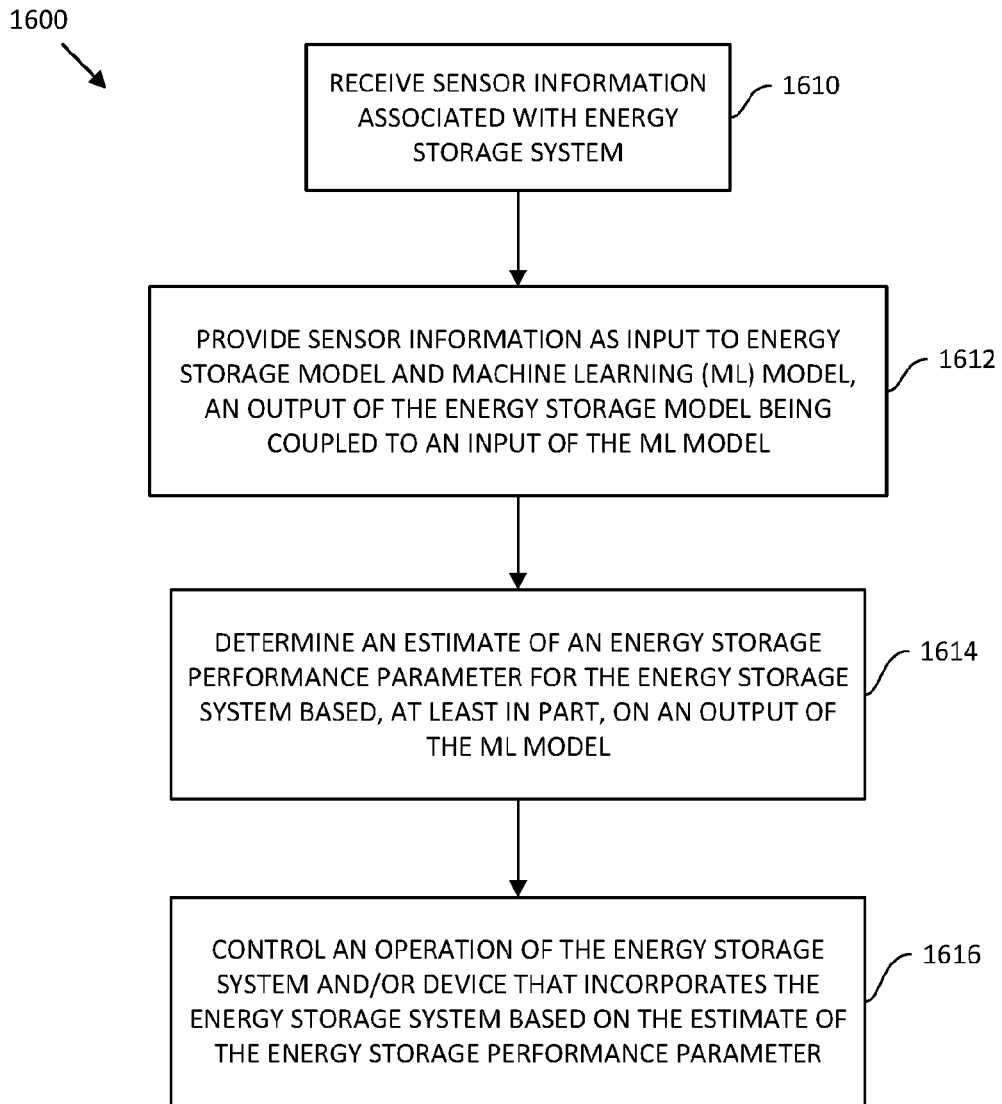 1600
RECEIVE SENSOR INFORMATION
ASSOCIATED WITH ENERGY
STORAGE SYSTEM
1610
PROVIDE SENSOR INFORMATION AS INPUT TO ENERGY
STORAGE MODEL AND MACHINE LEARNING (ML) MODEL,
AN OUTPUT OF THE ENERGY STORAGE MODEL BEING
COUPLED TO AN INPUT OF THE ML MODEL
1612
DETERMINE AN ESTIMATE OF AN ENERGY STORAGE
PERFORMANCE PARAMETER FOR THE ENERGY STORAGE
SYSTEM BASED, AT LEAST IN PART, ON AN OUTPUT OF
THE ML MODEL
1614
CONTROL AN OPERATION OF THE ENERGY STORAGE
SYSTEM AND/OR DEVICE THAT INCORPORATES THE
ENERGY STORAGE SYSTEM BASED ON THE ESTIMATE OF
THE ENERGY STORAGE PERFORMANCE PARAMETER
1616